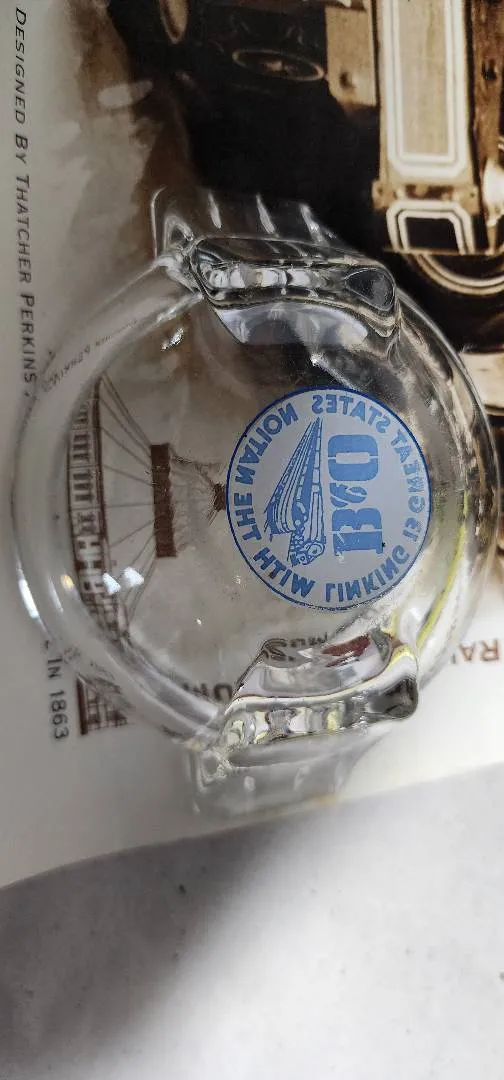 DESIGNED BY THATCHER PERKINS,
IN 1863
LINKING 13 GREAT STATES WITH THE NATION
B&O